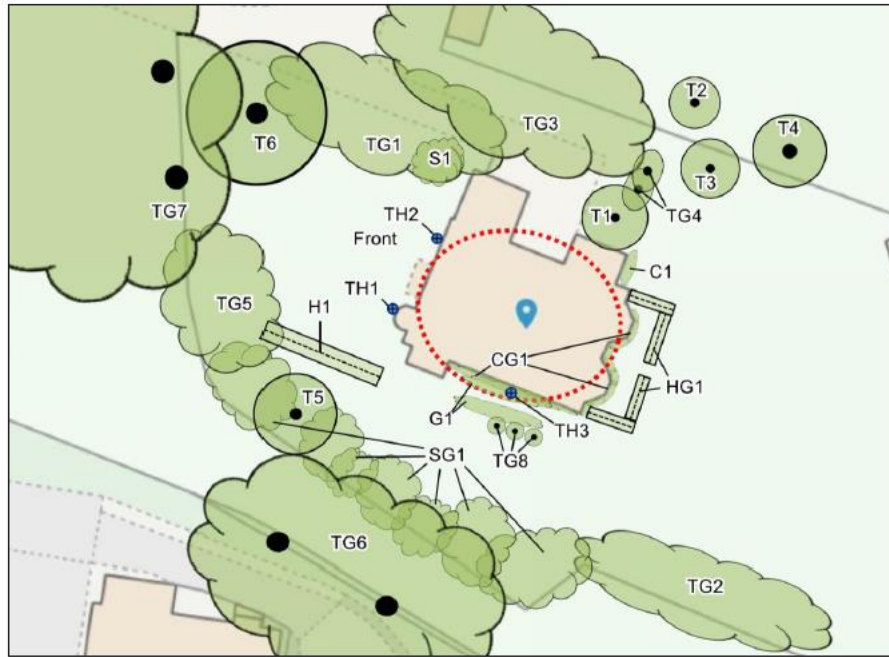 T2
T4
TG3
T6
TG1
S1
T3
TG7
TH2
T1
TG4
Front
C1
TG5
H1
TH1
CG1
HG1
T5
G1
TH3
SG1
TG8
TG6
TG2